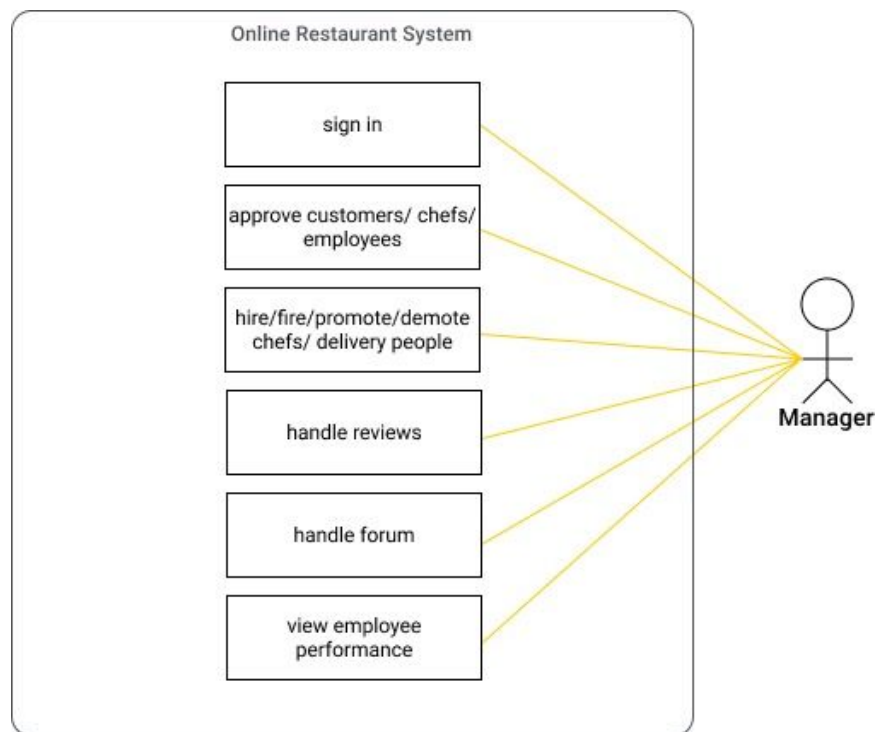 Online Restaurant System
sign in
approve customers/ chefs/
employees
hire/fire/promote/demote
chefs/ delivery people
handle reviews
handle forum
view employee
performance
Manager